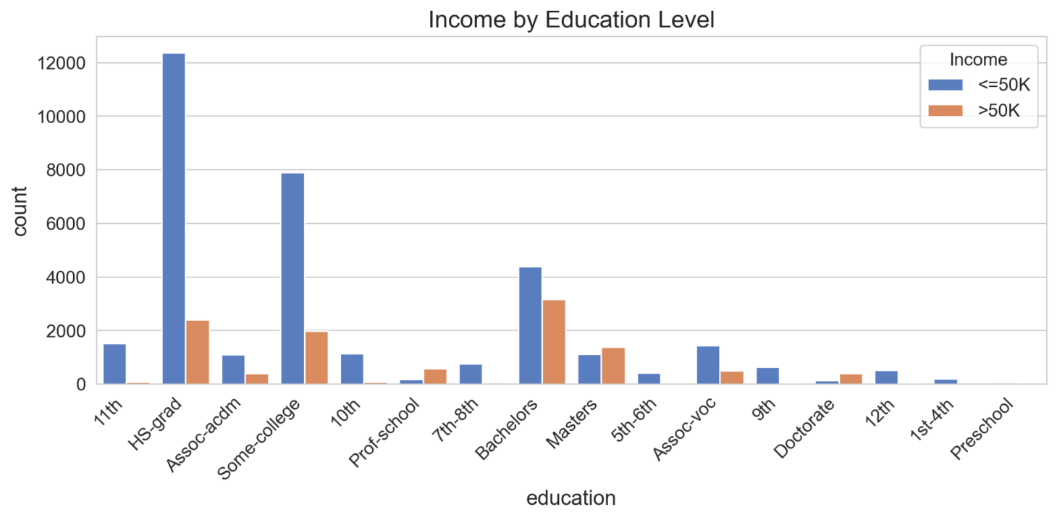 Income by Education Level
Income
<=50K
>50K
12000
10000
8000
6000
4000
2000
0
count
11th
HS-grad
Assoc-acdm
Some-college
10th
Prof-school
7th-8th
Bachelors
Masters
5th-6th
Assoc-voc
9th
Doctorate
12th
1st-4th
Preschool
education